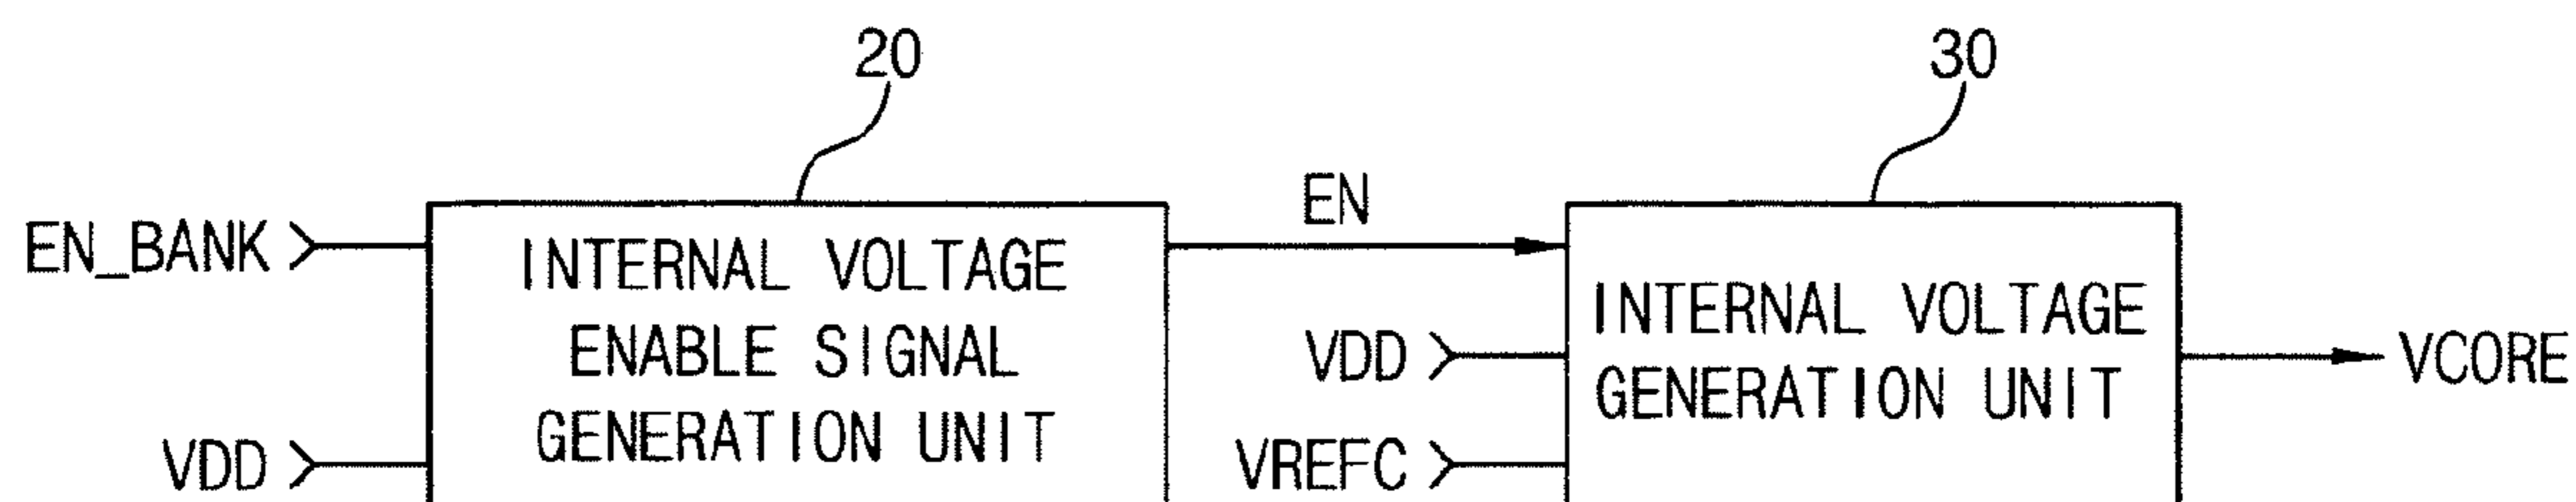 20
30
EN_BANK
VDD
INTERNAL VOLTAGE
ENABLE SIGNAL
GENERATION UNIT
EN
VDD
VREFC
INTERNAL VOLTAGE
GENERATION UNIT
VCORE